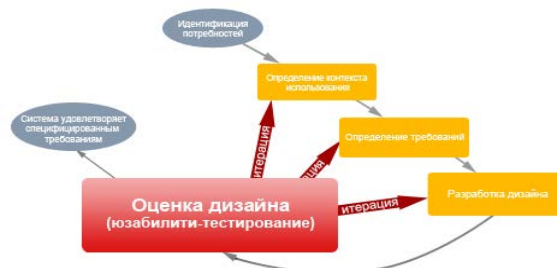 Идентификация
потребностей
Определение контекста
использования
Система удовлетворяет
специфицированным
требованиям
Определение требований
итерация
итерация
Разработка дизайна
Оценка дизайна
(юзабилити-тестирование)
итерация